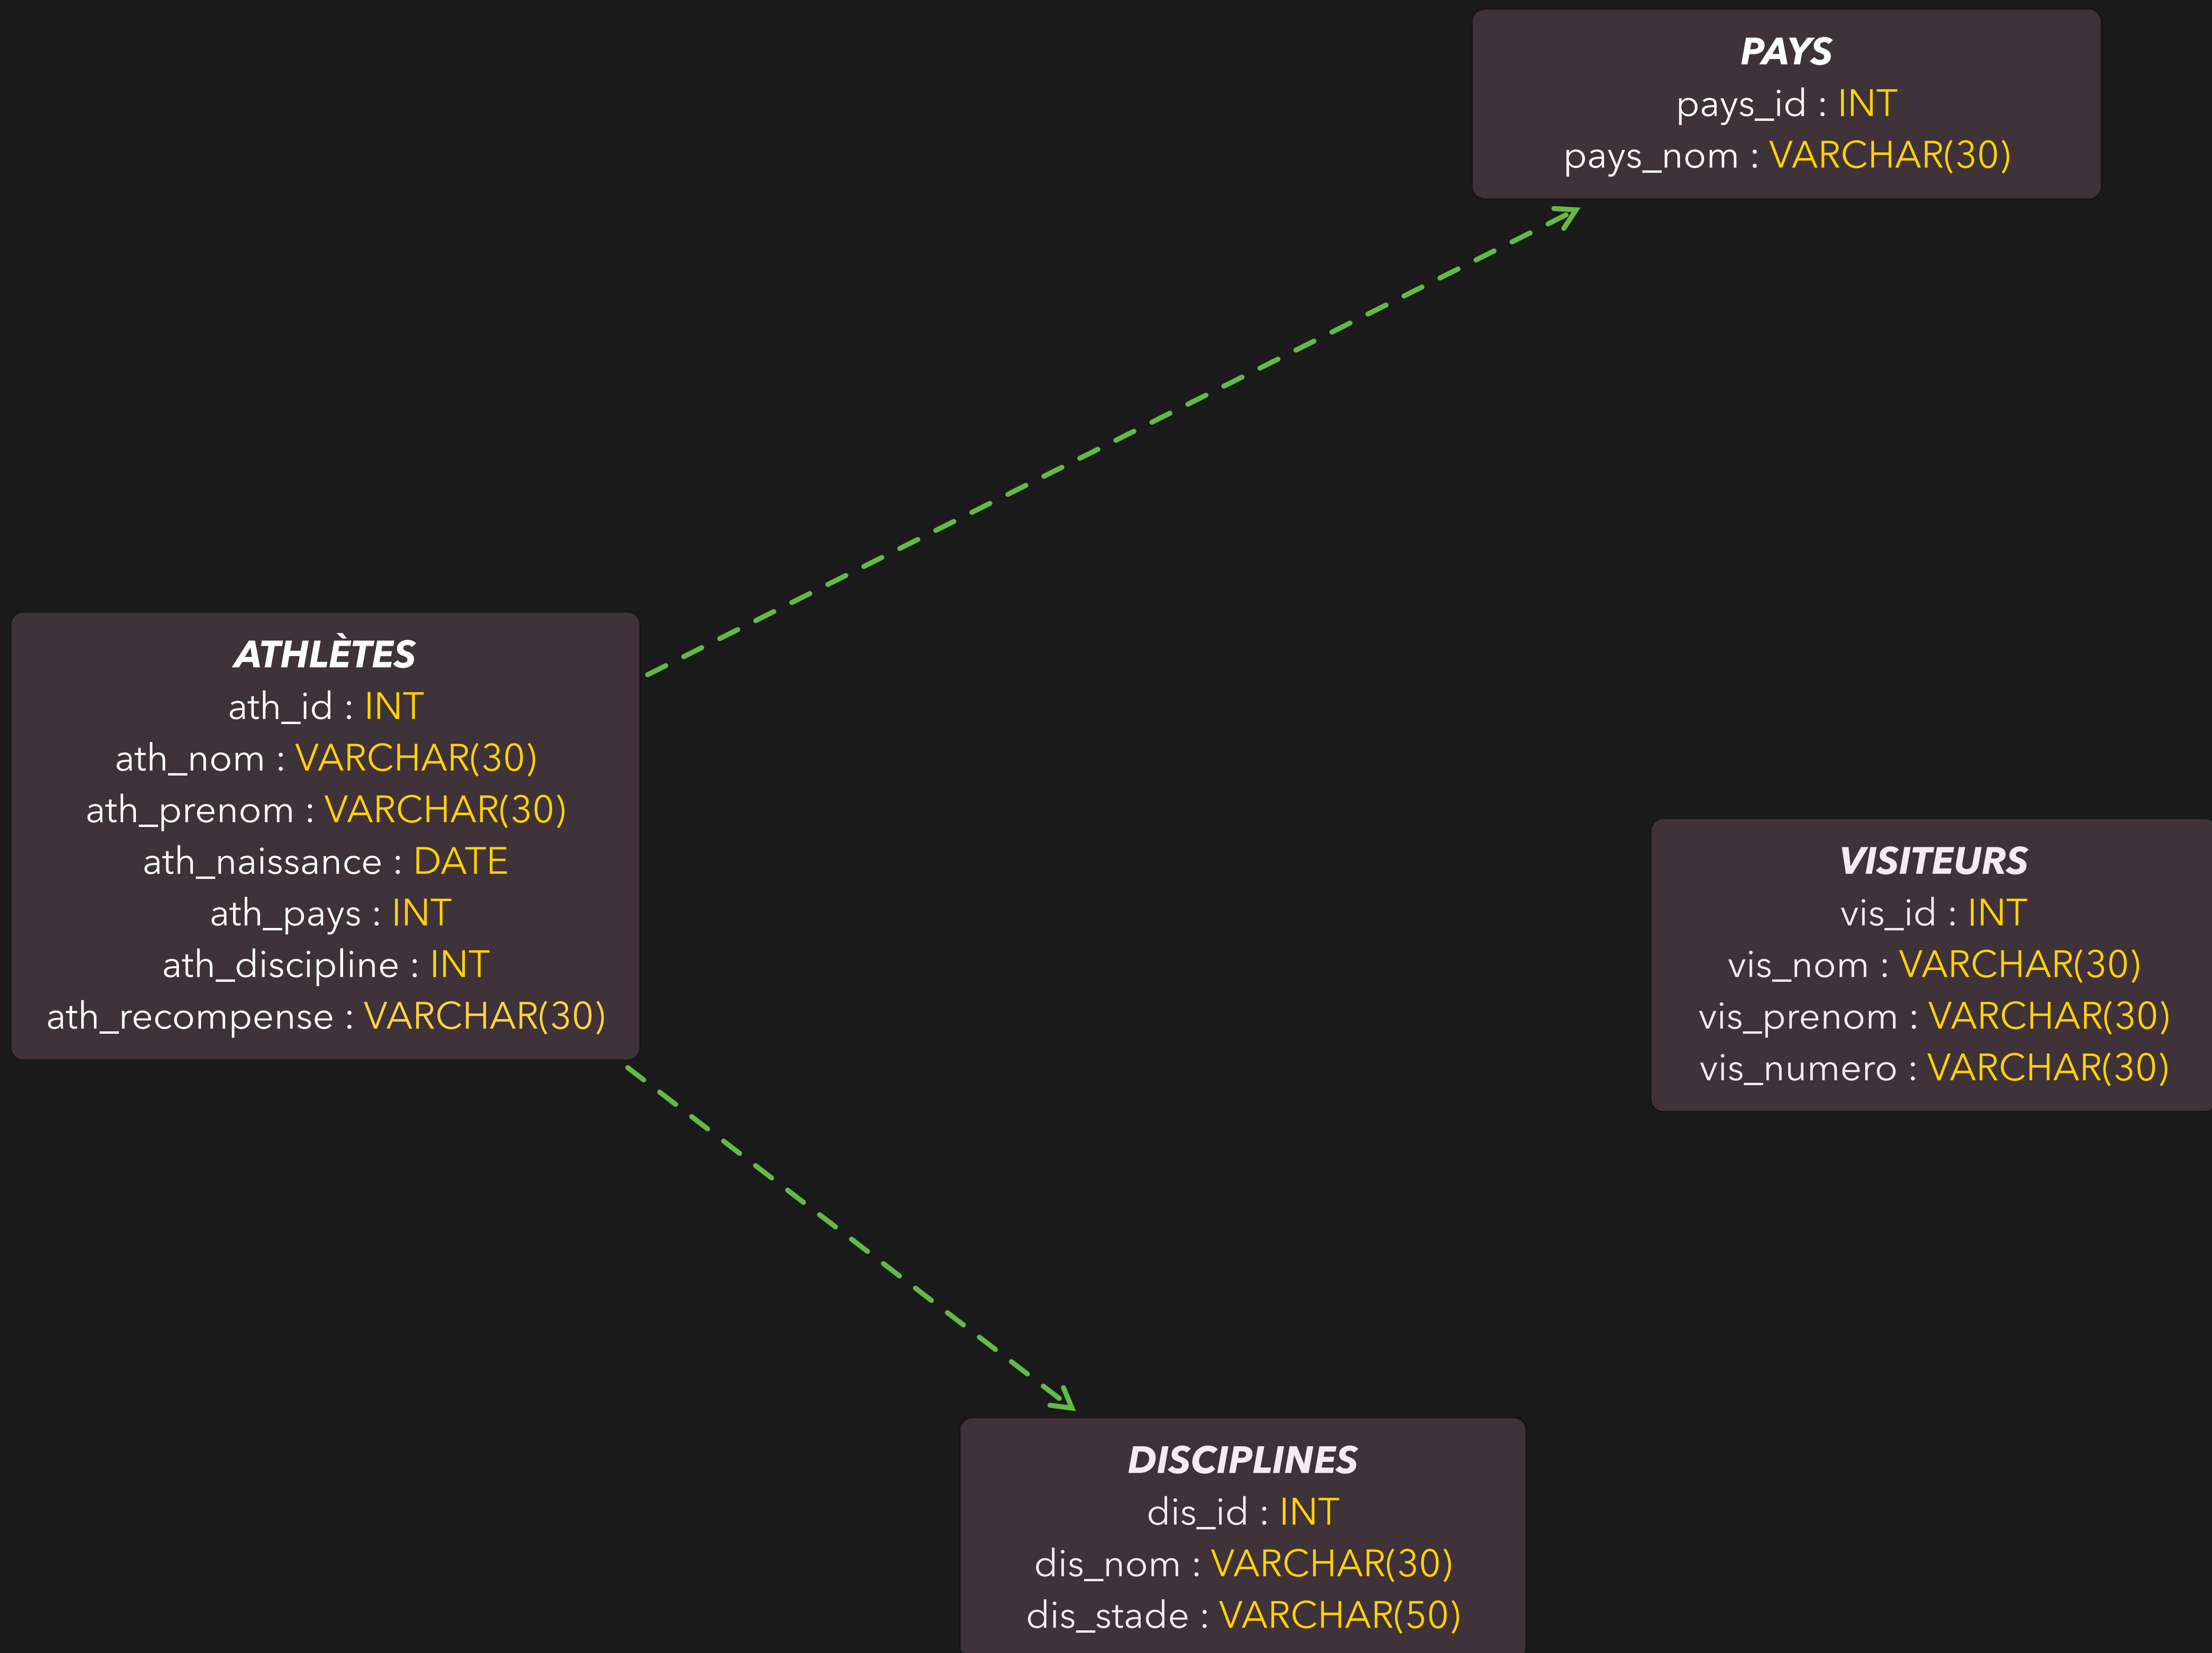 PAYS
pays_id : INT
pays_nom : VARCHAR(30)
ATHLÈTES
ath_id : INT
ath_nom : VARCHAR(30)
ath_prenom : VARCHAR(30)
ath_naissance : DATE
ath_pays : INT
ath_discipline : INT
ath_recompense : VARCHAR(30)
VISITEURS
vis_id : INT
vis_nom : VARCHAR(30)
vis_prenom : VARCHAR(30)
vis_numero : VARCHAR(30)
DISCIPLINES
dis_id : INT
dis_nom : VARCHAR(30)
dis_stade : VARCHAR(50)